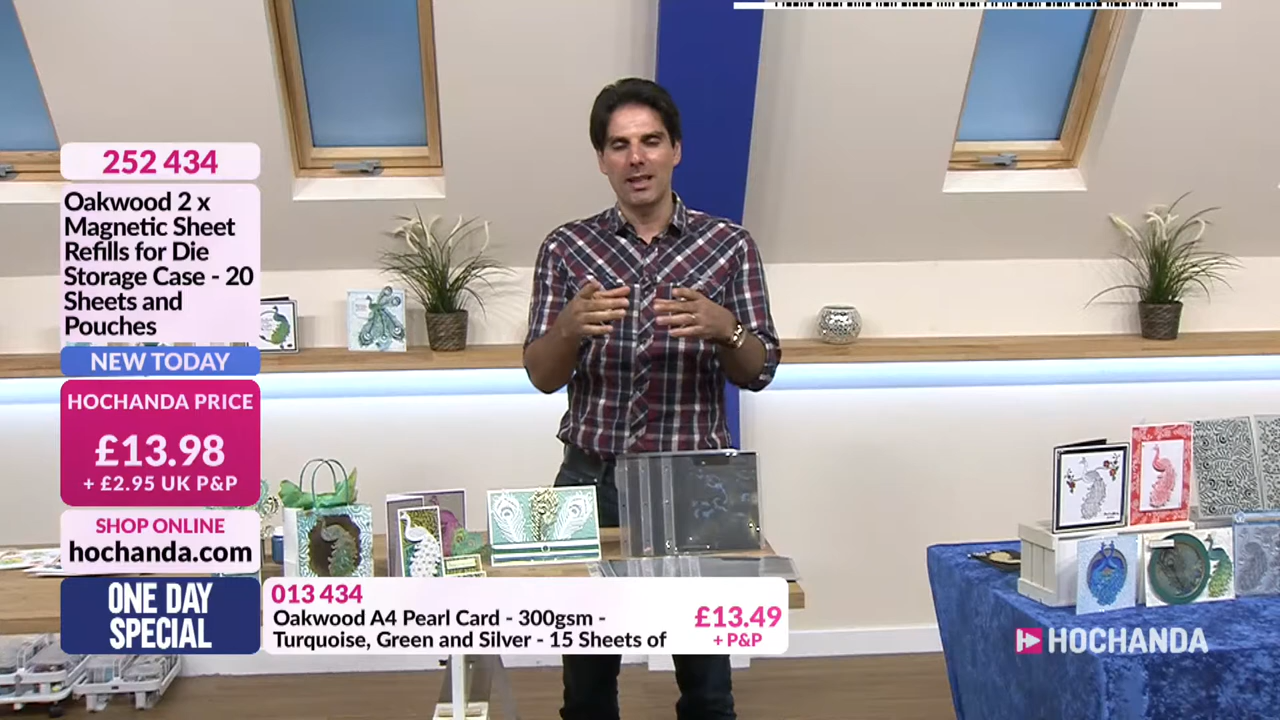 252 434
Oakwood 2 x
Magnetic Sheet
Refills for Die
Storage Case - 20
Sheets and
Pouches
NEW TODAY
HOCHANDA PRICE
£13.98
+ £2.95 UK P&P
SHOP ONLINE
hochanda.com
ONE DAY
SPECIAL
013 434
Oakwood A4 Pearl Card - 300gsm -
Turquoise, Green and Silver - 15 Sheets of
£13.49
+ P&P
HOCHANDA